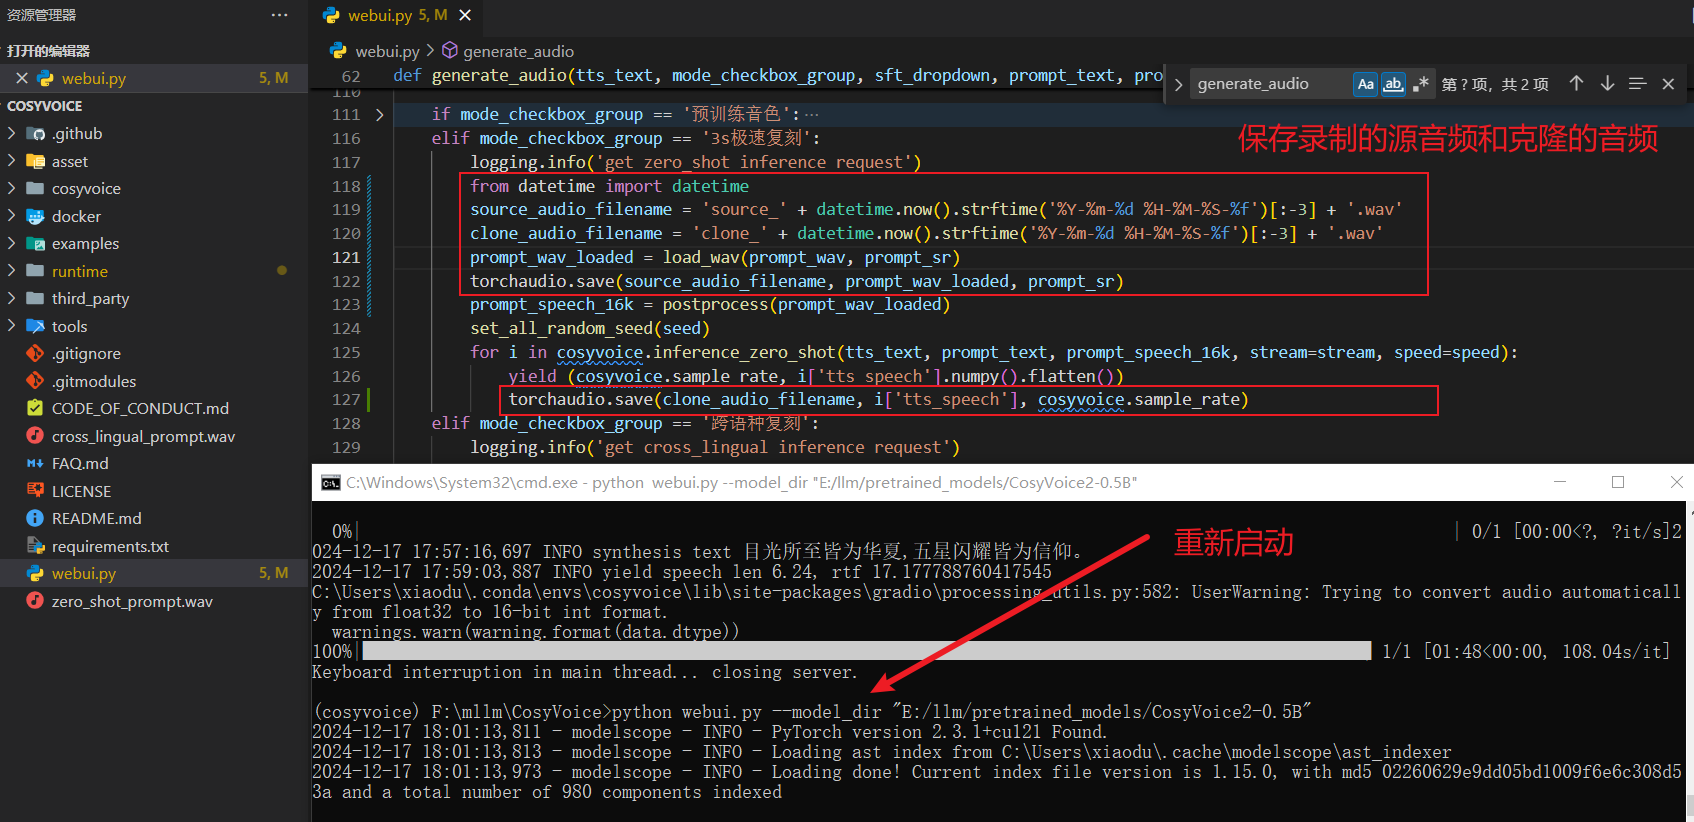 资源管理器
···
打开的编辑器
webui.py 5, M
COSYVOICE
.github
asset
cosyvoice
docker
examples
runtime
third_party
tools
.gitignore
.gitmodules
CODE_OF_CONDUCT.md
cross_lingual_prompt.wav
FAQ.md
LICENSE
README.md
requirements.txt
webui.py 5, M
zero_shot_prompt.wav
webui.py 5, M
webui.py > generate_audio
generate_audio Aa ab .* 第 ? 项，共 2 项
62 def generate_audio(tts_text, mode_checkbox_group, sft_dropdown, prompt_text, pro
110
111 if mode_checkbox_group == '预训练音色':···
116 elif mode_checkbox_group == '3s极速复刻':
保存录制的源音频和克隆的音频
117 logging.info('get zero_shot inference request')
118 from datetime import datetime
119 source_audio_filename = 'source_' + datetime.now().strftime('%Y-%m-%d %H-%M-%S-%f')[:-3] + '.wav'
120 clone_audio_filename = 'clone_' + datetime.now().strftime('%Y-%m-%d %H-%M-%S-%f')[:-3] + '.wav'
121 prompt_wav_loaded = load_wav(prompt_wav, prompt_sr)
122 torchaudio.save(source_audio_filename, prompt_wav_loaded, prompt_sr)
123 prompt_speech_16k = postprocess(prompt_wav_loaded)
124 set_all_random_seed(seed)
125 for i in cosyvoice.inference_zero_shot(tts_text, prompt_text, prompt_speech_16k, stream=stream, speed=speed):
126 yield (cosyvoice.sample_rate, i['tts_speech'].numpy().flatten())
127 torchaudio.save(clone_audio_filename, i['tts_speech'], cosyvoice.sample_rate)
128 elif mode_checkbox_group == '跨语种复刻':
129 logging.info('get cross_lingual inference request')
C:\Windows\System32\cmd.exe - python webui.py --model_dir "E:/llm/pretrained_models/CosyVoice2-0.5B"
0%| | 0/1 [00:00<?, ?it/s]2
024-12-17 17:57:16,697 INFO synthesis text 目光所至皆为华夏,五星闪耀皆为信仰。
重新启动
2024-12-17 17:59:03,887 INFO yield speech len 6.24, rtf 17.177788760417545
C:\Users\xiaodu\.conda\envs\cosyvoice\lib\site-packages\gradio\processing_utils.py:582: UserWarning: Trying to convert audio automaticall
y from float32 to 16-bit int format.
warnings.warn(warning.format(data.dtype))
100%| 1/1 [01:48<00:00, 108.04s/it]
Keyboard interruption in main thread... closing server.
(cosyvoice) F:\mllm\CosyVoice>python webui.py --model_dir "E:/llm/pretrained_models/CosyVoice2-0.5B"
2024-12-17 18:01:13,811 - modelscope - INFO - PyTorch version 2.3.1+cu121 Found.
2024-12-17 18:01:13,813 - modelscope - INFO - Loading ast index from C:\Users\xiaodu\.cache\modelscope\ast_indexer
2024-12-17 18:01:13,973 - modelscope - INFO - Loading done! Current index file version is 1.15.0, with md5 02260629e9dd05bd1009f6e6c308d5
3a and a total number of 980 components indexed